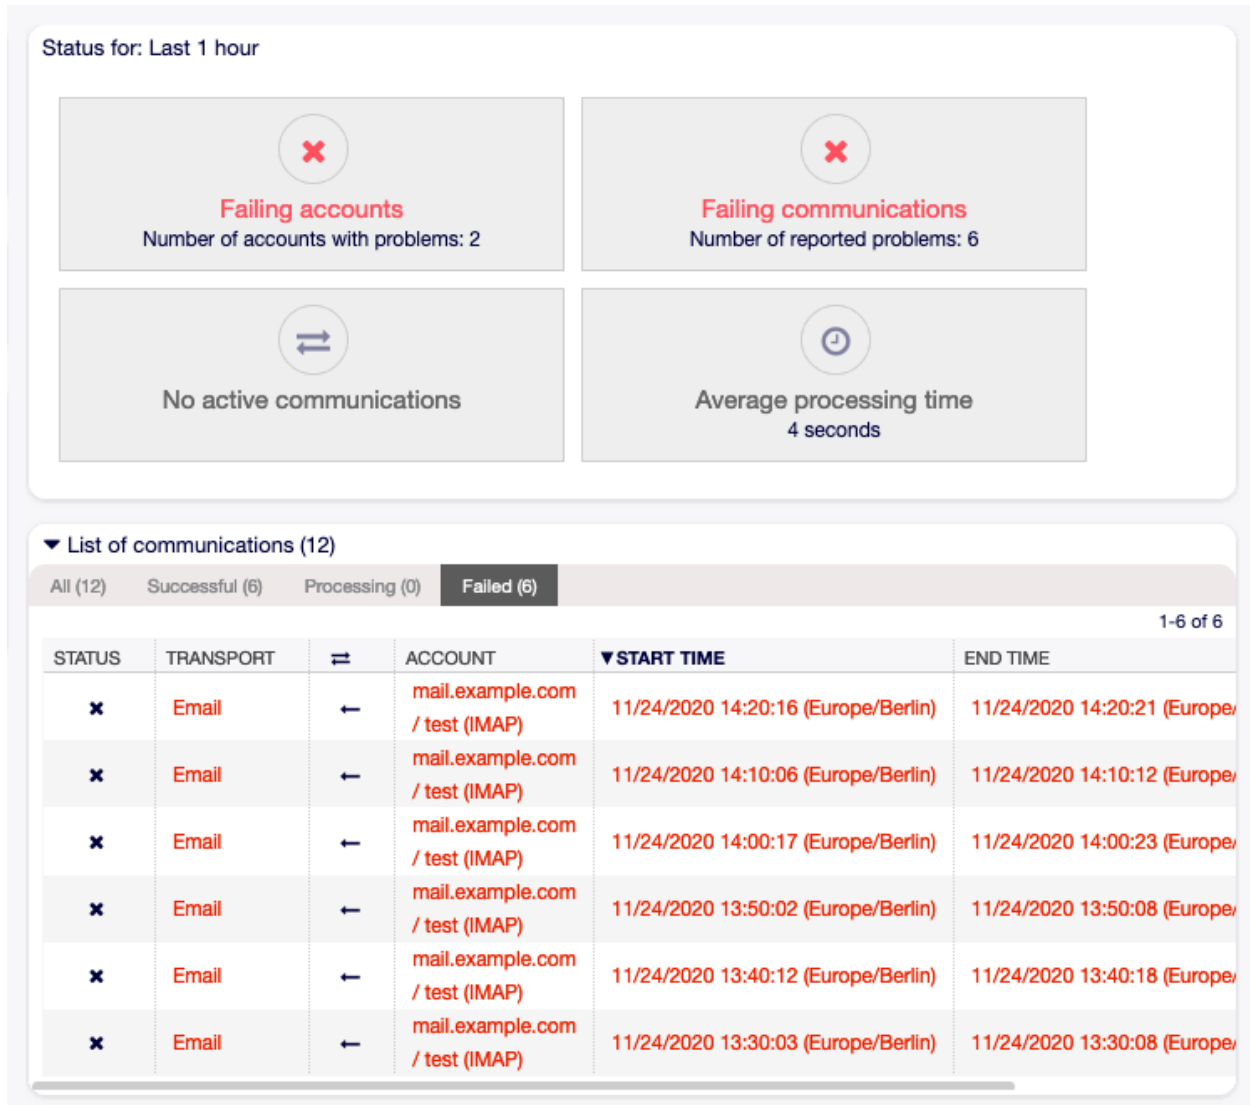 Status for: Last 1 hour
Failing accounts
Number of accounts with problems: 2
Failing communications
Number of reported problems: 6
No active communications
Average processing time
4 seconds
List of communications (12)
All (12) Successful (6) Processing (0) Failed (6)
1-6 of 6
STATUS TRANSPORT ACCOUNT START TIME END TIME
Email mail.example.com / test (IMAP) 11/24/2020 14:20:16 (Europe/Berlin) 11/24/2020 14:20:21 (Europe/
Email mail.example.com / test (IMAP) 11/24/2020 14:10:06 (Europe/Berlin) 11/24/2020 14:10:12 (Europe/
Email mail.example.com / test (IMAP) 11/24/2020 14:00:17 (Europe/Berlin) 11/24/2020 14:00:23 (Europe/
Email mail.example.com / test (IMAP) 11/24/2020 13:50:02 (Europe/Berlin) 11/24/2020 13:50:08 (Europe/
Email mail.example.com / test (IMAP) 11/24/2020 13:40:12 (Europe/Berlin) 11/24/2020 13:40:18 (Europe/
Email mail.example.com / test (IMAP) 11/24/2020 13:30:03 (Europe/Berlin) 11/24/2020 13:30:08 (Europe/